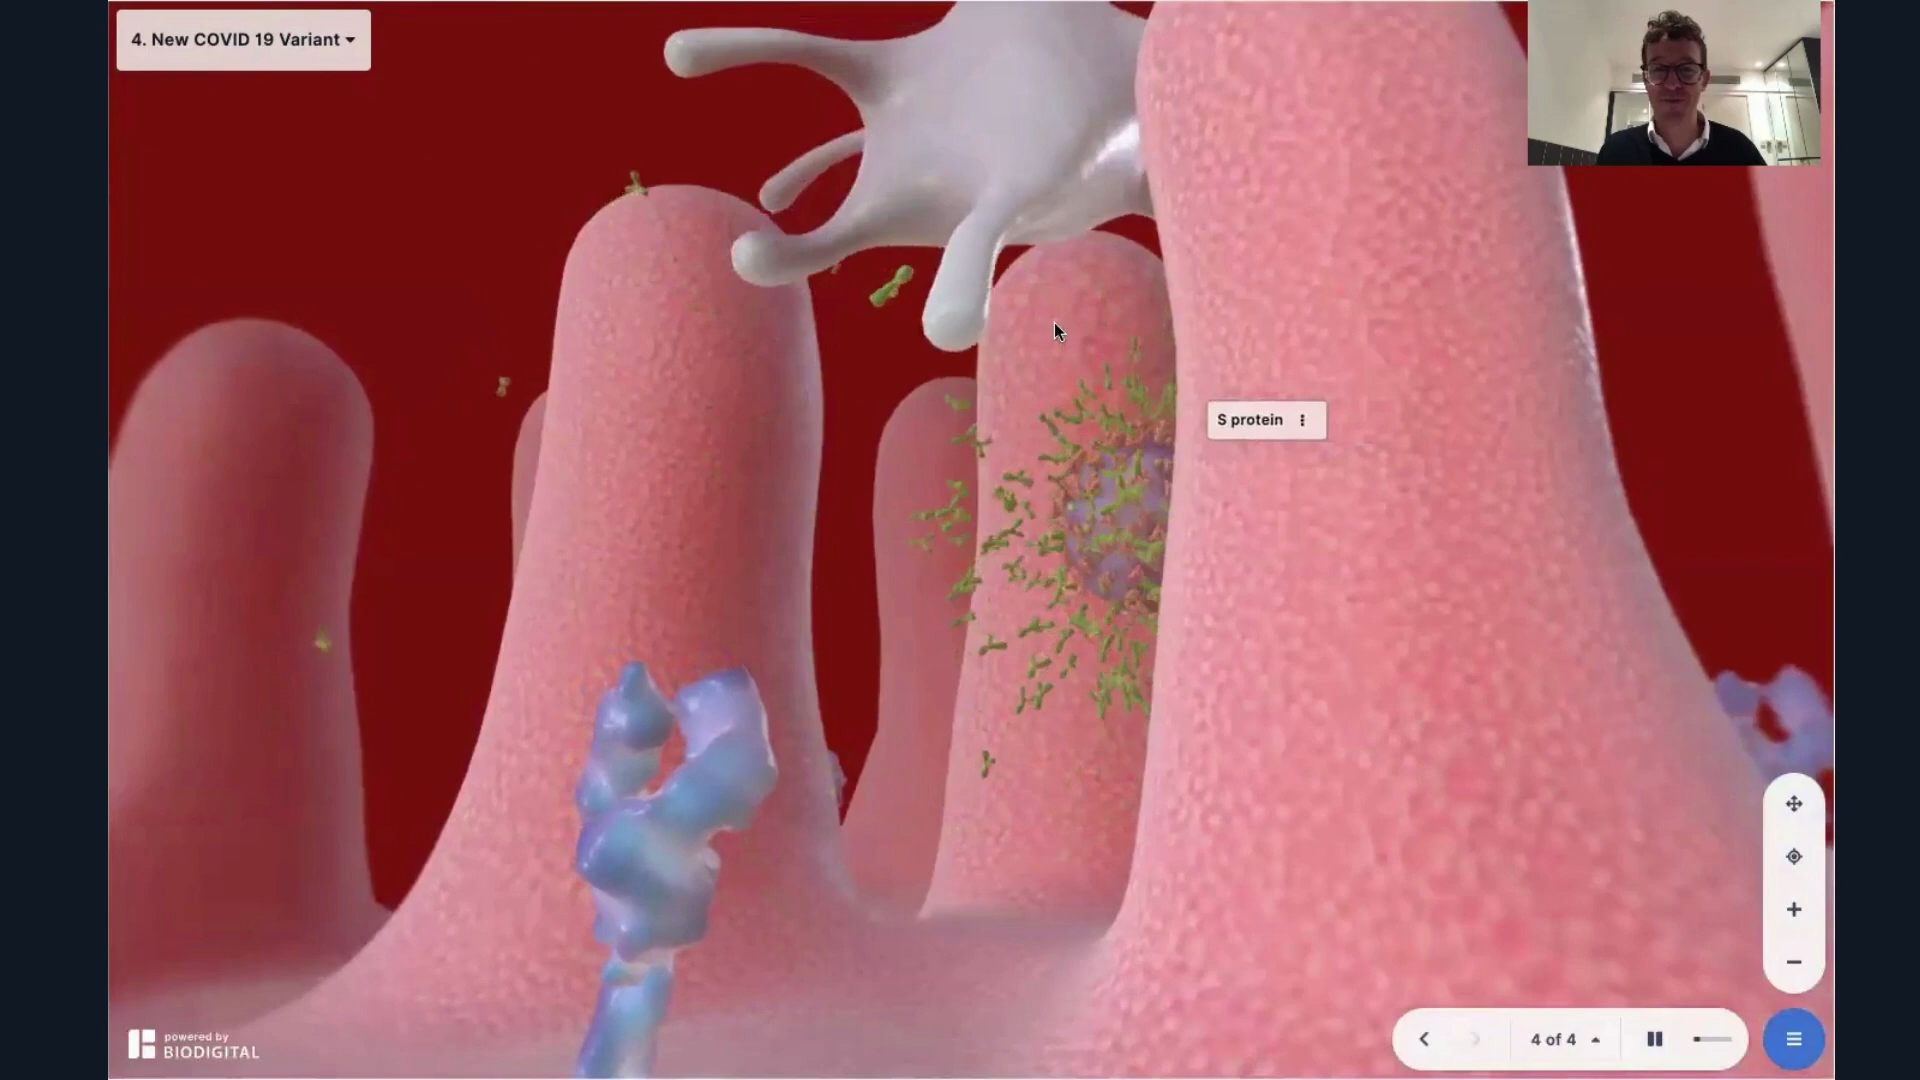 4. New COVID 19 Variant
S protein
4 of 4
powered by
BIODIGITAL